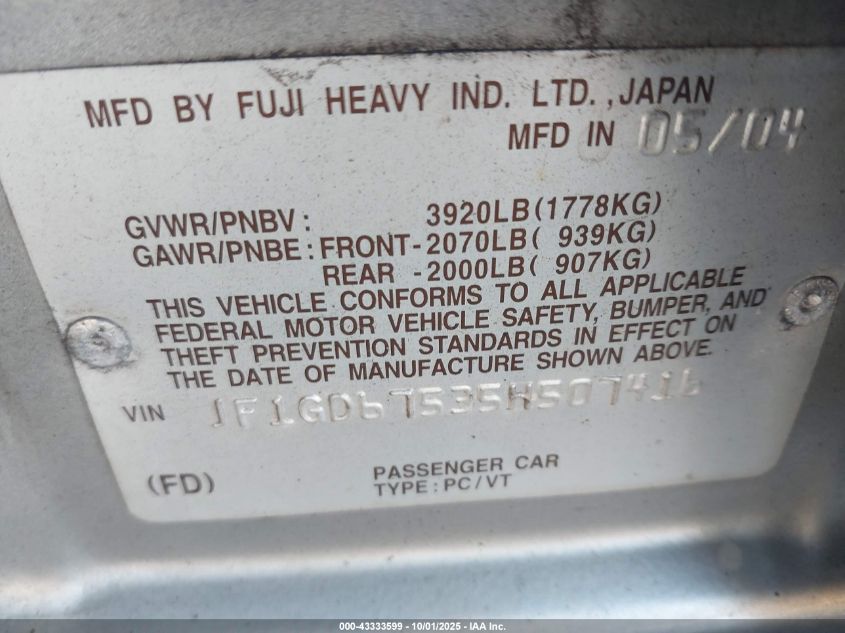 MFD BY FUJI HEAVY IND. LTD., JAPAN
MFD IN 05/04
GVWR/PNBV: 3920LB(1778KG)
GAWR/PNBE: FRONT-2070LB( 939KG)
REAR -2000LB( 907KG)
THIS VEHICLE CONFORMS TO ALL APPLICABLE
FEDERAL MOTOR VEHICLE SAFETY, BUMPER, AND
THEFT PREVENTION STANDARDS IN EFFECT ON
THE DATE OF MANUFACTURE SHOWN ABOVE.
VIN JF1GD67535H507416
(FD) PASSENGER CAR
TYPE: PC/VT
000-43333599 - 10/01/2025 - IAA Inc.